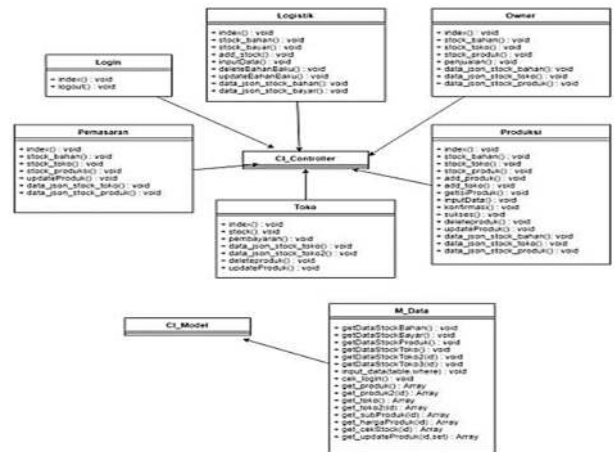 Logistik
+ index() : void
+ stock_bahan() : void
+ stock_bayar() : void
+ add_stock() : void
+ inputData() : void
+ deleteBahanBaku() : void
+ updateBahanBaku() : void
+ data_json_stock_bahan() : void
+ data_json_stock_bayar() : void
Owner
+ index() : void
+ stock_bahan() : void
+ stock_toko() : void
+ stock_produk() : void
+ penjualan() : void
+ data_json_stock_bahan() : void
+ data_json_stock_toko() : void
+ data_json_stock_produk() : void
Login
+ index() : void
+ logout() : void
Pemasaran
+ index() : void
+ stock_bahan() : void
+ stock_toko() : void
+ stock_produksi() : void
+ updateProduk() : void
+ data_json_stock_toko() : void
+ data_json_stock_produk() : void
CI_Controller
Produksi
+ index() : void
+ stock_bahan() : void
+ stock_toko() : void
+ stock_produk() : void
+ add_produk() : void
+ add_toko() : void
+ getIsiProduk() : void
+ inputData() : void
+ konfirmasi() : void
+ sukses() : void
+ deleteproduk() : void
+ updateProduk() : void
+ data_json_stock_bahan() : void
+ data_json_stock_toko() : void
+ data_json_stock_produk() : void
Toko
+ index() : void
+ stock() : void
+ pembayaran() : void
+ data_json_stock_toko() : void
+ data_json_stock_toko2() : void
+ deleteproduk() : void
+ updateProduk() : void
CI_Model
M_Data
+ getDataStockBahan() : void
+ getDataStockBayar() : void
+ getDataStockProduk() : void
+ getDataStockToko() : void
+ getDataStockToko2(id) : void
+ getDataStockToko3(id) : void
+ input_data(table,where) : void
+ cek_login() : void
+ get_produk() : Array
+ get_produk2(id) : Array
+ get_toko() : Array
+ get_toko2(id) : Array
+ get_subProduk(id) : Array
+ get_hargaProduk(id) : Array
+ get_cekStock(id) : Array
+ get_updateProduk(id,set) : Array